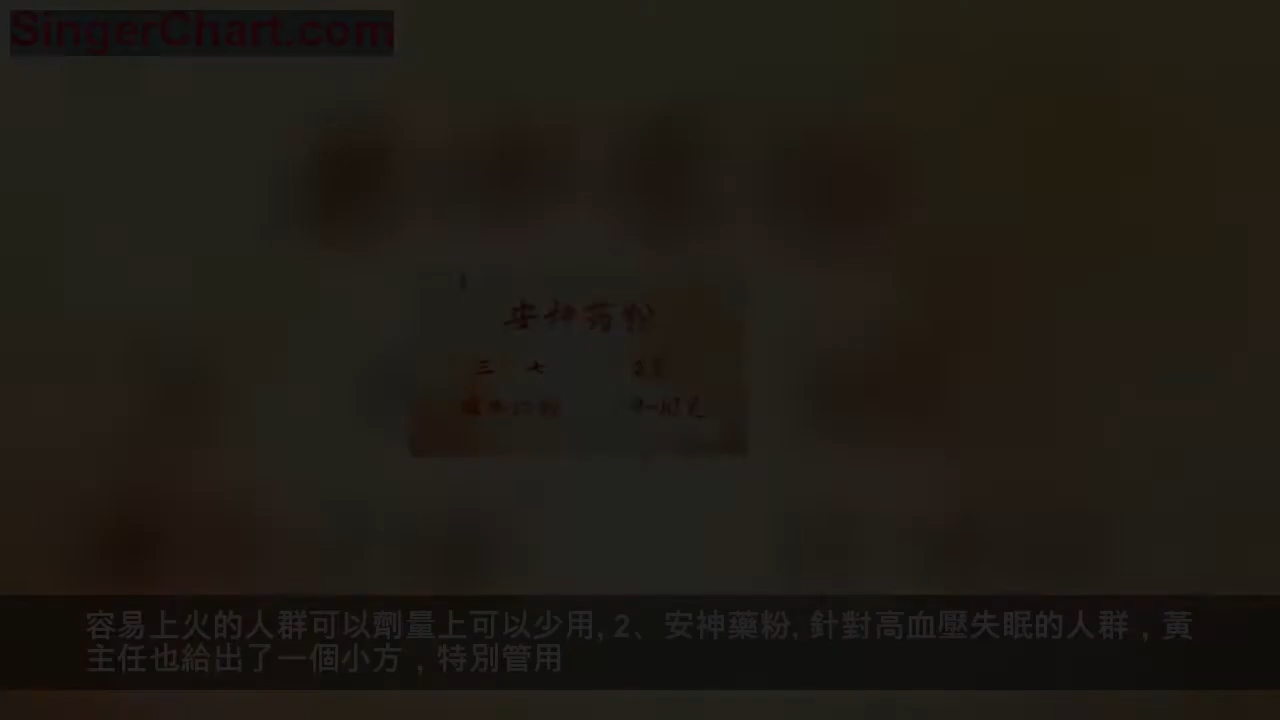 SingerChart.com
安神药粉
三 七
容易上火的人群可以劑量上可以少用, 2、安神藥粉, 針對高血壓失眠的人群，黃
主任也給出了一個小方，特別管用